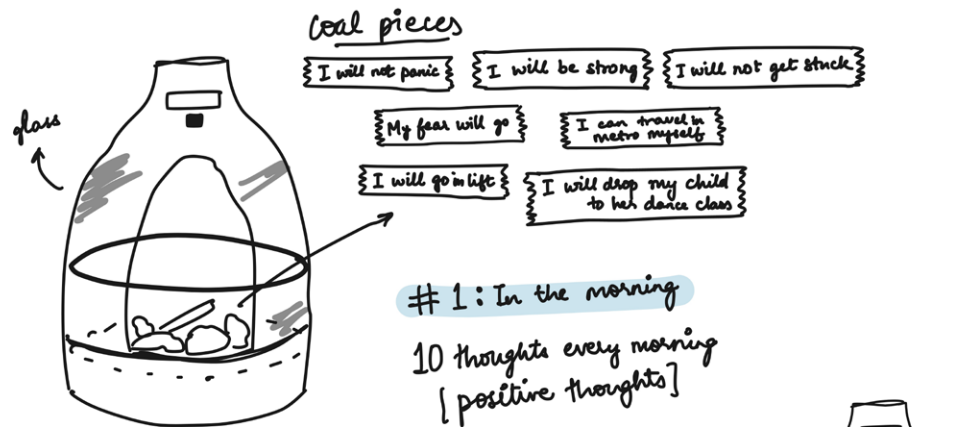 coal pieces
I will not panic
I will be strong
I will not get stuck
glass
My fear will go
I can travel in
metro myself
I will go in lift
I will drop my child
to her dance class
# 1 : In the morning
10 thoughts every morning
[positive thoughts]